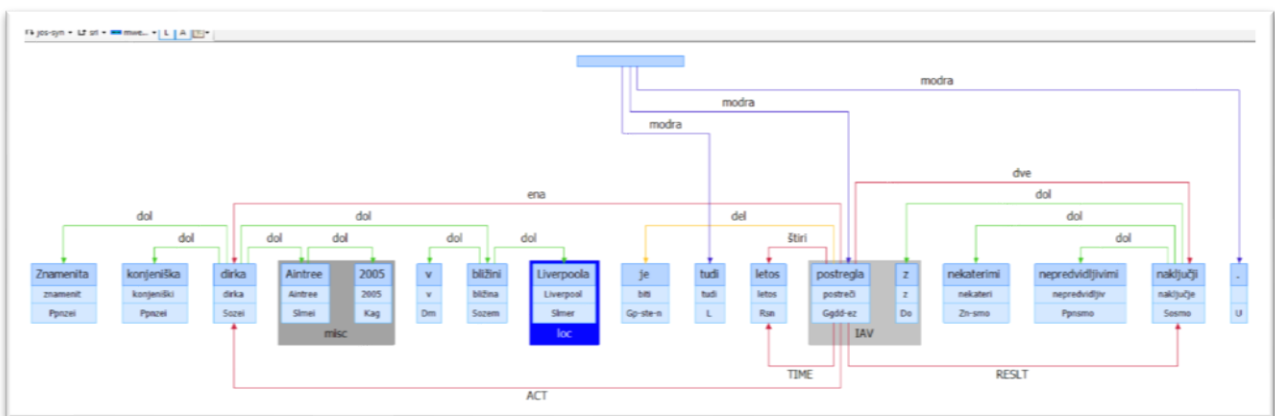 jos-syn srl mwe... L A
modra
modra
modra
dve
ena dol
dol dol del dol
dol dol dol dol dol štiri dol
Znamenita konjeniška dirka Aintree 2005 v bližini Liverpoola je tudi letos postregla z nekaterimi nepredvidljivimi naključji .
znamenit konjeniški dirka Aintree 2005 v bližina Liverpool biti tudi letos postreči z nekateri nepredvidljiv naključje
Ppnzei Ppnzei Sozei Slmei Kag Dm Sozem Slmer Gp-ste-n L Rsn Ggdd-ez Do Zn-smo Ppnsmo Sosmo U
misc loc IAV
TIME RESLT
ACT